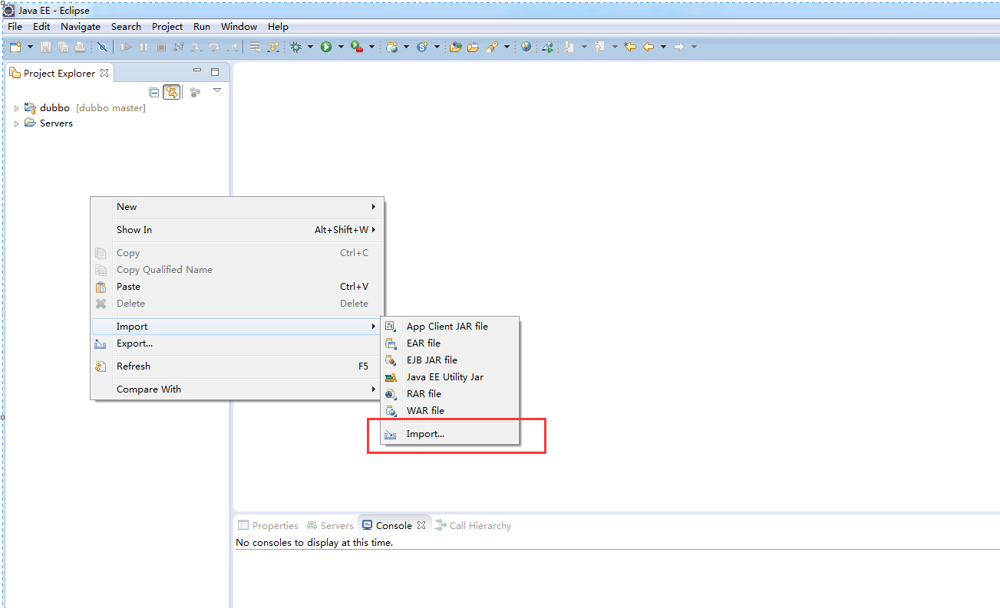 Java EE - Eclipse
File Edit Navigate Search Project Run Window Help
Project Explorer
dubbo [dubbo master]
Servers
New
Show In Alt+Shift+W
Copy Ctrl+C
Copy Qualified Name
Paste Ctrl+V
Delete Delete
Import
Export...
Refresh F5
Compare With
App Client JAR file
EAR file
EJB JAR file
Java EE Utility Jar
RAR file
WAR file
Import...
Properties Servers Console Call Hierarchy
No consoles to display at this time.